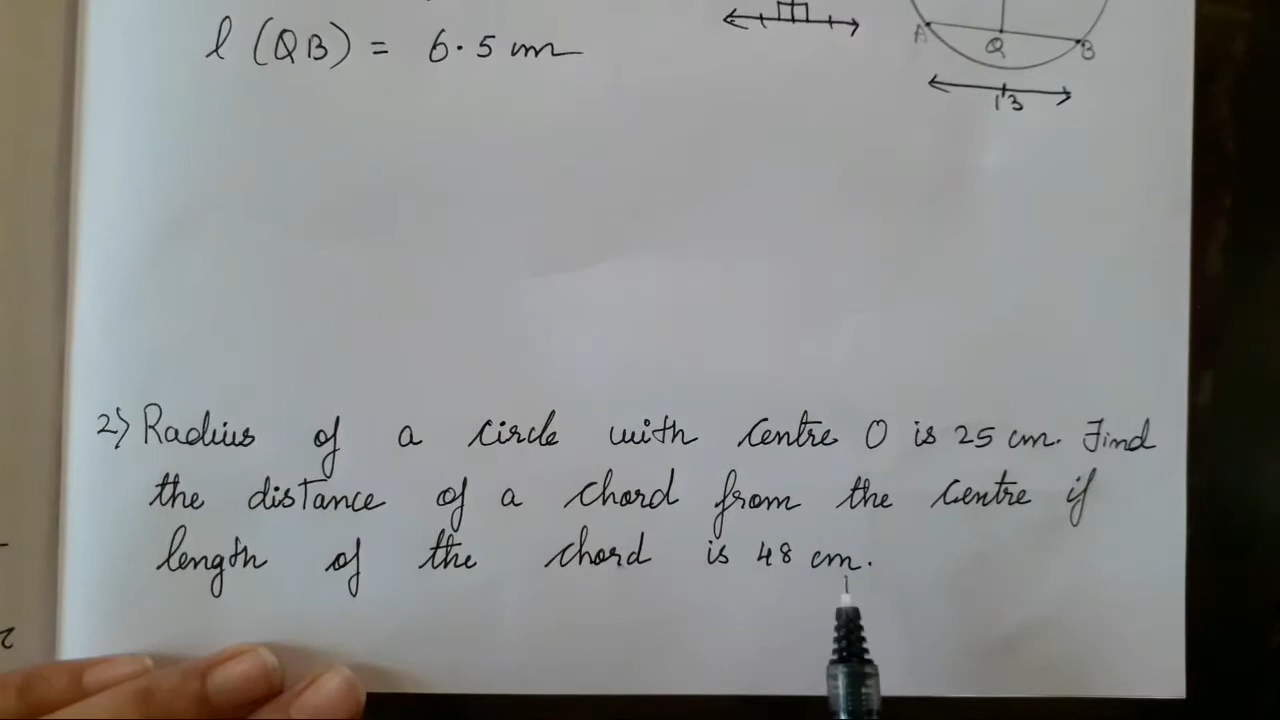 l (QB) = 6.5 cm
A Q B
13
2) Radius of a circle with centre O is 25 cm. Find
the distance of a chord from the centre if
length of the chord is 48 cm.